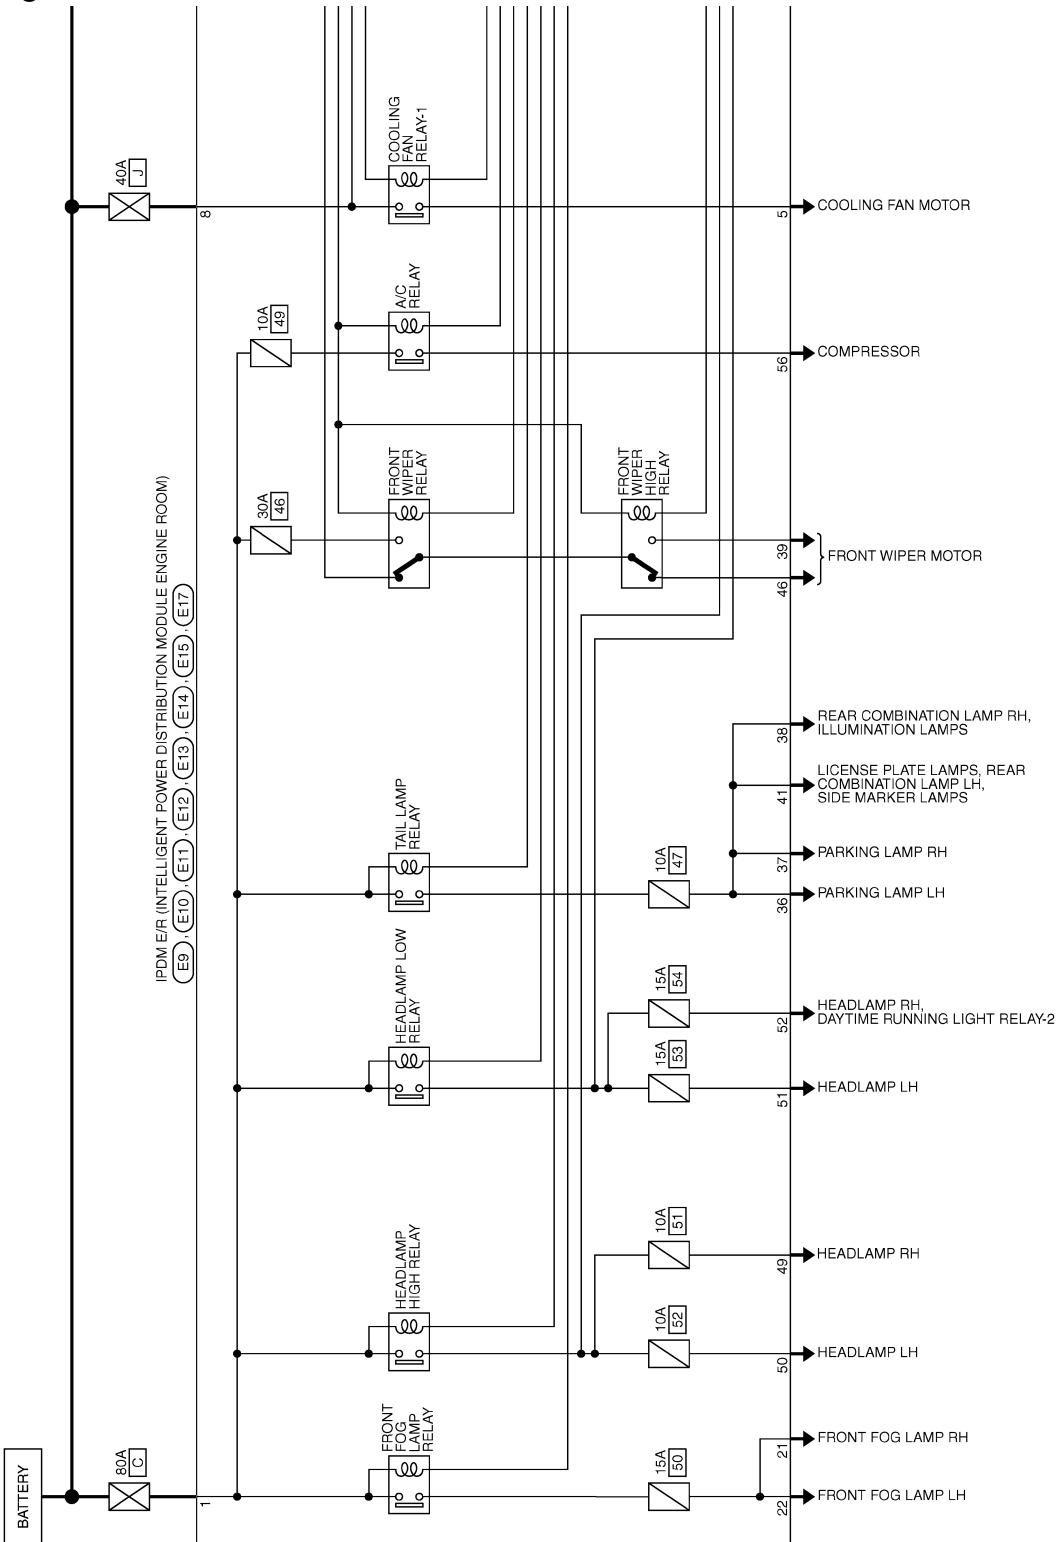 COOLING
FAN
RELAY-1
40A
J
8
5
COOLING FAN MOTOR
A/C
RELAY
10A
49
56
COMPRESSOR
FRONT
WIPER
RELAY
FRONT
WIPER
HIGH
RELAY
30A
46
39
46
FRONT WIPER MOTOR
IPDM E/R (INTELLIGENT POWER DISTRIBUTION MODULE ENGINE ROOM)
E9 , E10 , E11 , E12 , E13 , E14 , E15 , E17
38
REAR COMBINATION LAMP RH,
ILLUMINATION LAMPS
41
LICENSE PLATE LAMPS, REAR
COMBINATION LAMP LH,
SIDE MARKER LAMPS
TAIL LAMP
RELAY
10A
47
37
PARKING LAMP RH
36
PARKING LAMP LH
HEADLAMP LOW
RELAY
15A
54
52
HEADLAMP RH,
DAYTIME RUNNING LIGHT RELAY-2
15A
53
51
HEADLAMP LH
HEADLAMP
HIGH RELAY
10A
51
49
HEADLAMP RH
10A
52
50
HEADLAMP LH
FRONT
FOG
LAMP
RELAY
15A
50
21
FRONT FOG LAMP RH
22
FRONT FOG LAMP LH
80A
C
1
BATTERY